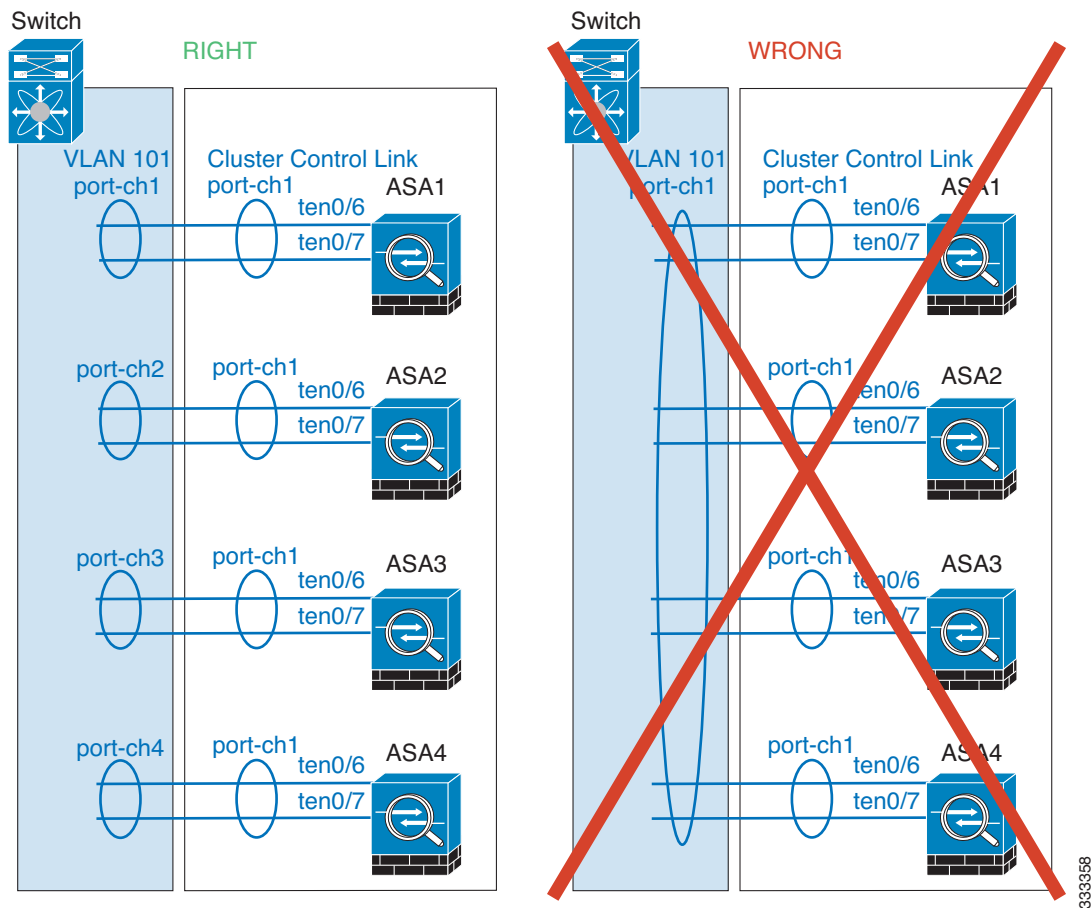 Switch
RIGHT
VLAN 101
port-ch1
Cluster Control Link
port-ch1
ASA1
ten0/6
ten0/7
port-ch2
port-ch1
ASA2
ten0/6
ten0/7
port-ch3
port-ch1
ASA3
ten0/6
ten0/7
port-ch4
port-ch1
ASA4
ten0/6
ten0/7
Switch
WRONG
VLAN 101
port-ch1
Cluster Control Link
port-ch1
ASA1
ten0/6
ten0/7
port-ch1
ASA2
ten0/6
ten0/7
port-ch1
ASA3
ten0/6
ten0/7
port-ch1
ASA4
ten0/6
ten0/7
333358